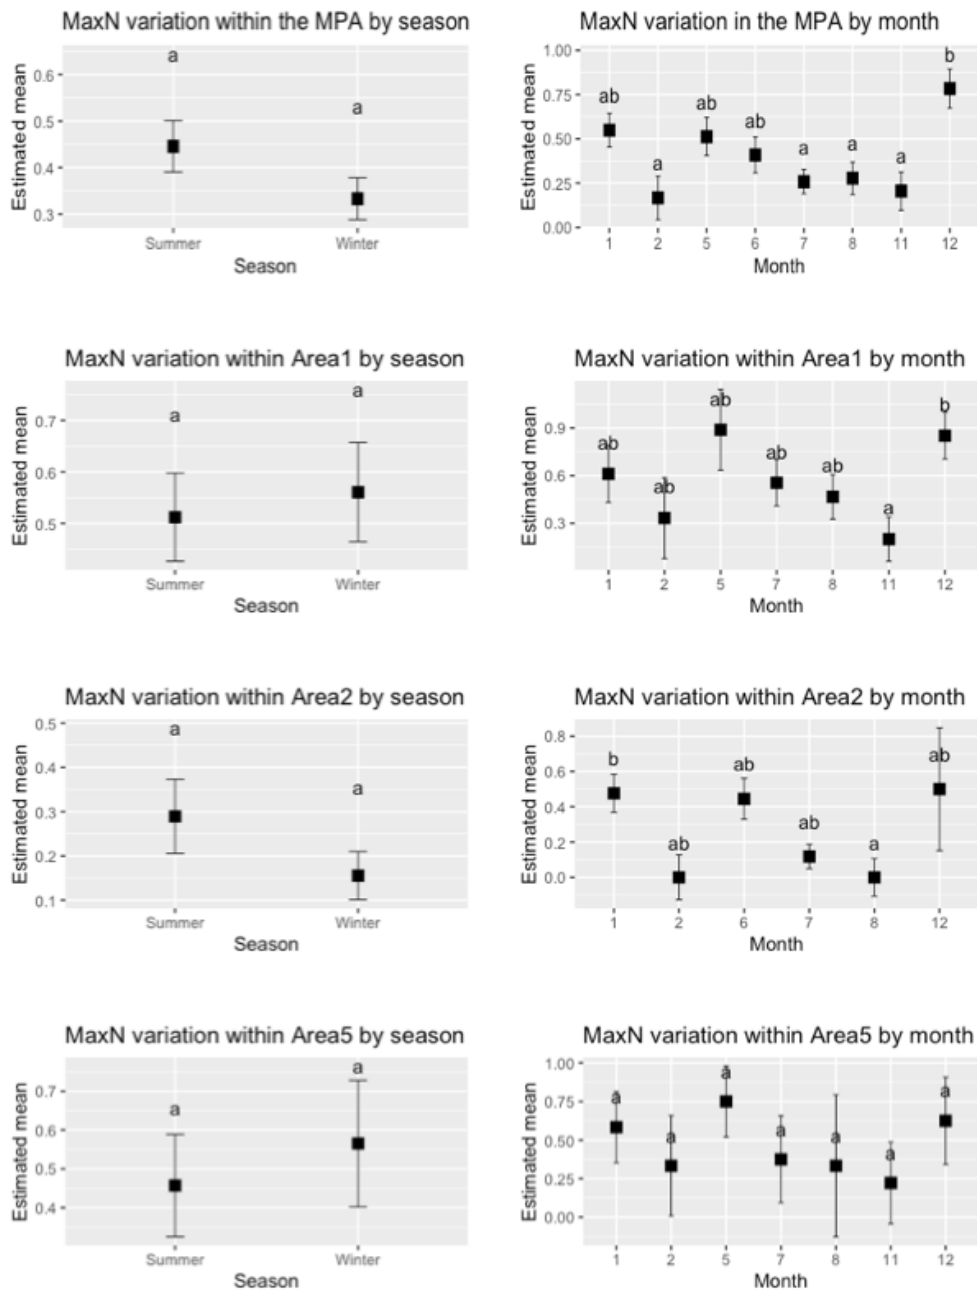 MaxN variation within the MPA by season
Estimated mean
0.6
0.5
0.4
0.3
a
a
Summer
Winter
Season
MaxN variation in the MPA by month
Estimated mean
1.00
0.75
0.50
0.25
0.00
ab
a
ab
ab
a
a
a
b
1 2 5 6 7 8 11 12
Month
MaxN variation within Area1 by season
Estimated mean
0.7
0.6
0.5
a
a
Summer
Winter
Season
MaxN variation within Area1 by month
Estimated mean
0.9
0.6
0.3
ab
ab
ab
ab
ab
a
b
1 2 5 7 8 11 12
Month
MaxN variation within Area2 by season
Estimated mean
0.5
0.4
0.3
0.2
0.1
a
a
Summer
Winter
Season
MaxN variation within Area2 by month
Estimated mean
0.8
0.6
0.4
0.2
0.0
b
ab
ab
ab
a
ab
1 2 6 7 8 12
Month
MaxN variation within Area5 by season
Estimated mean
0.7
0.6
0.5
0.4
a
a
Summer
Winter
Season
MaxN variation within Area5 by month
Estimated mean
1.00
0.75
0.50
0.25
0.00
a
a
a
a
a
a
a
1 2 5 7 8 11 12
Month